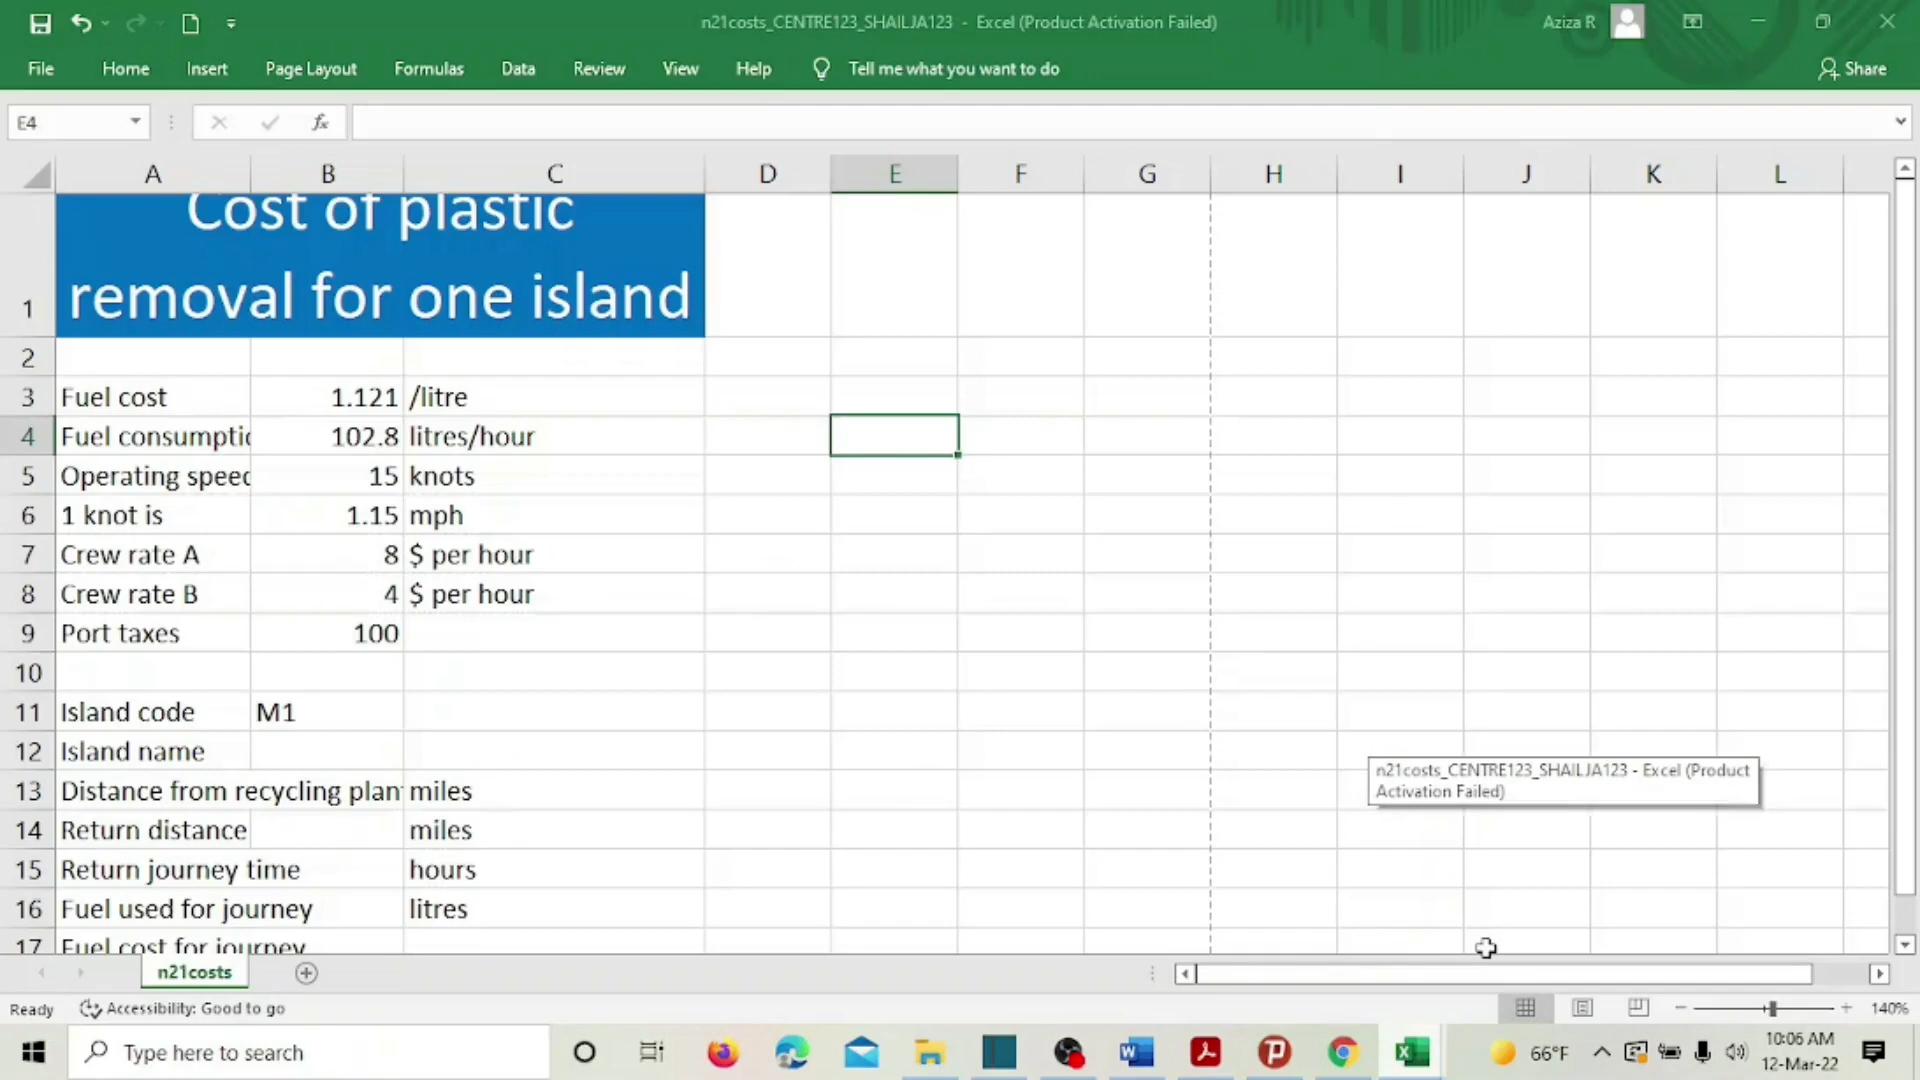 n21costs_CENTRE123_SHAILJA123 - Excel (Product Activation Failed)
Aziza R
File Home Insert Page Layout Formulas Data Review View Help Tell me what you want to do Share
E4 fx
A B C D E F G H I J K L
1 Cost of plastic
removal for one island
2
3 Fuel cost 1.121 /litre
4 Fuel consumptic 102.8 litres/hour
5 Operating speed 15 knots
6 1 knot is 1.15 mph
7 Crew rate A 8 $ per hour
8 Crew rate B 4 $ per hour
9 Port taxes 100
10
11 Island code M1
12 Island name
13 Distance from recycling plan miles
14 Return distance miles
15 Return journey time hours
16 Fuel used for journey litres
17 Fuel cost for journey
n21costs_CENTRE123_SHAILJA123 - Excel (Product
Activation Failed)
n21costs
Ready Accessibility: Good to go 140%
Type here to search
66°F
10:06 AM
12-Mar-22